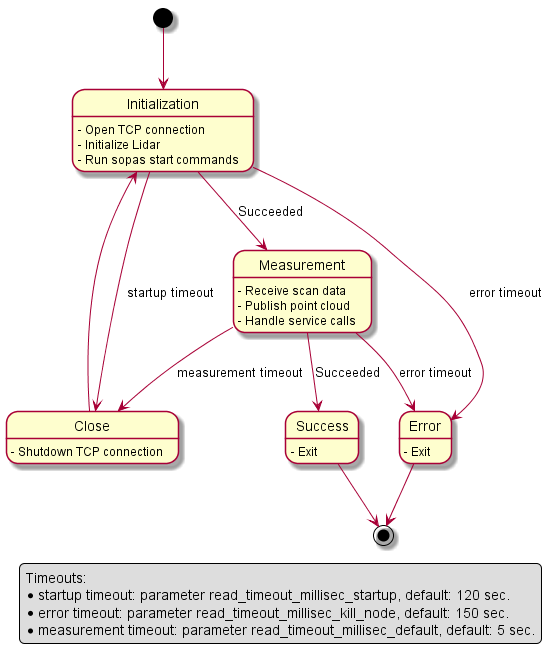 Initialization
- Open TCP connection
- Initialize Lidar
- Run sopas start commands
Succeeded
Measurement
- Receive scan data
- Publish point cloud
- Handle service calls
startup timeout
error timeout
measurement timeout
Succeeded
error timeout
Close
- Shutdown TCP connection
Success
- Exit
Error
- Exit
Timeouts:
• startup timeout: parameter read_timeout_millisec_startup, default: 120 sec.
• error timeout: parameter read_timeout_millisec_kill_node, default: 150 sec.
• measurement timeout: parameter read_timeout_millisec_default, default: 5 sec.